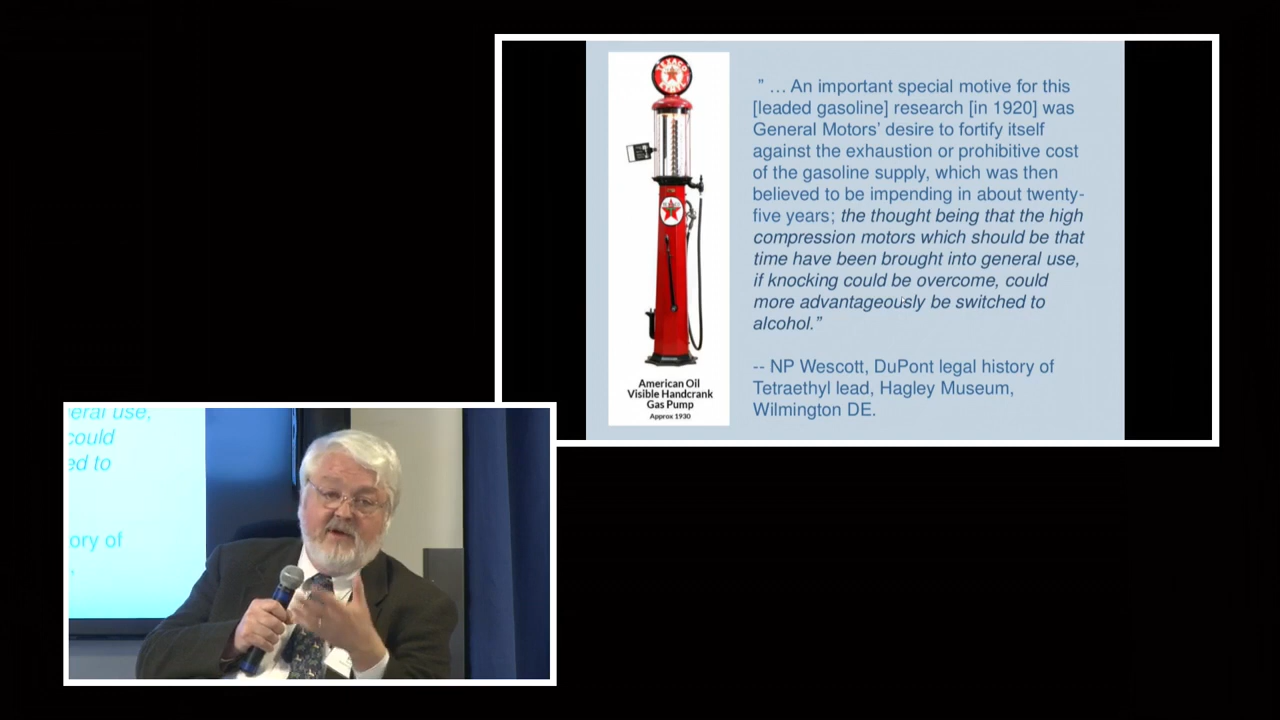 TEXACO
" … An important special motive for this
[leaded gasoline] research [in 1920] was
General Motors' desire to fortify itself
against the exhaustion or prohibitive cost
of the gasoline supply, which was then
believed to be impending in about twenty-
five years; the thought being that the high
compression motors which should be that
time have been brought into general use,
if knocking could be overcome, could
more advantageously be switched to
alcohol."
-- NP Wescott, DuPont legal history of
Tetraethyl lead, Hagley Museum,
Wilmington DE.
American Oil
Visible Handcrank
Gas Pump
Approx 1930
eral use,
could
ed to
ory of